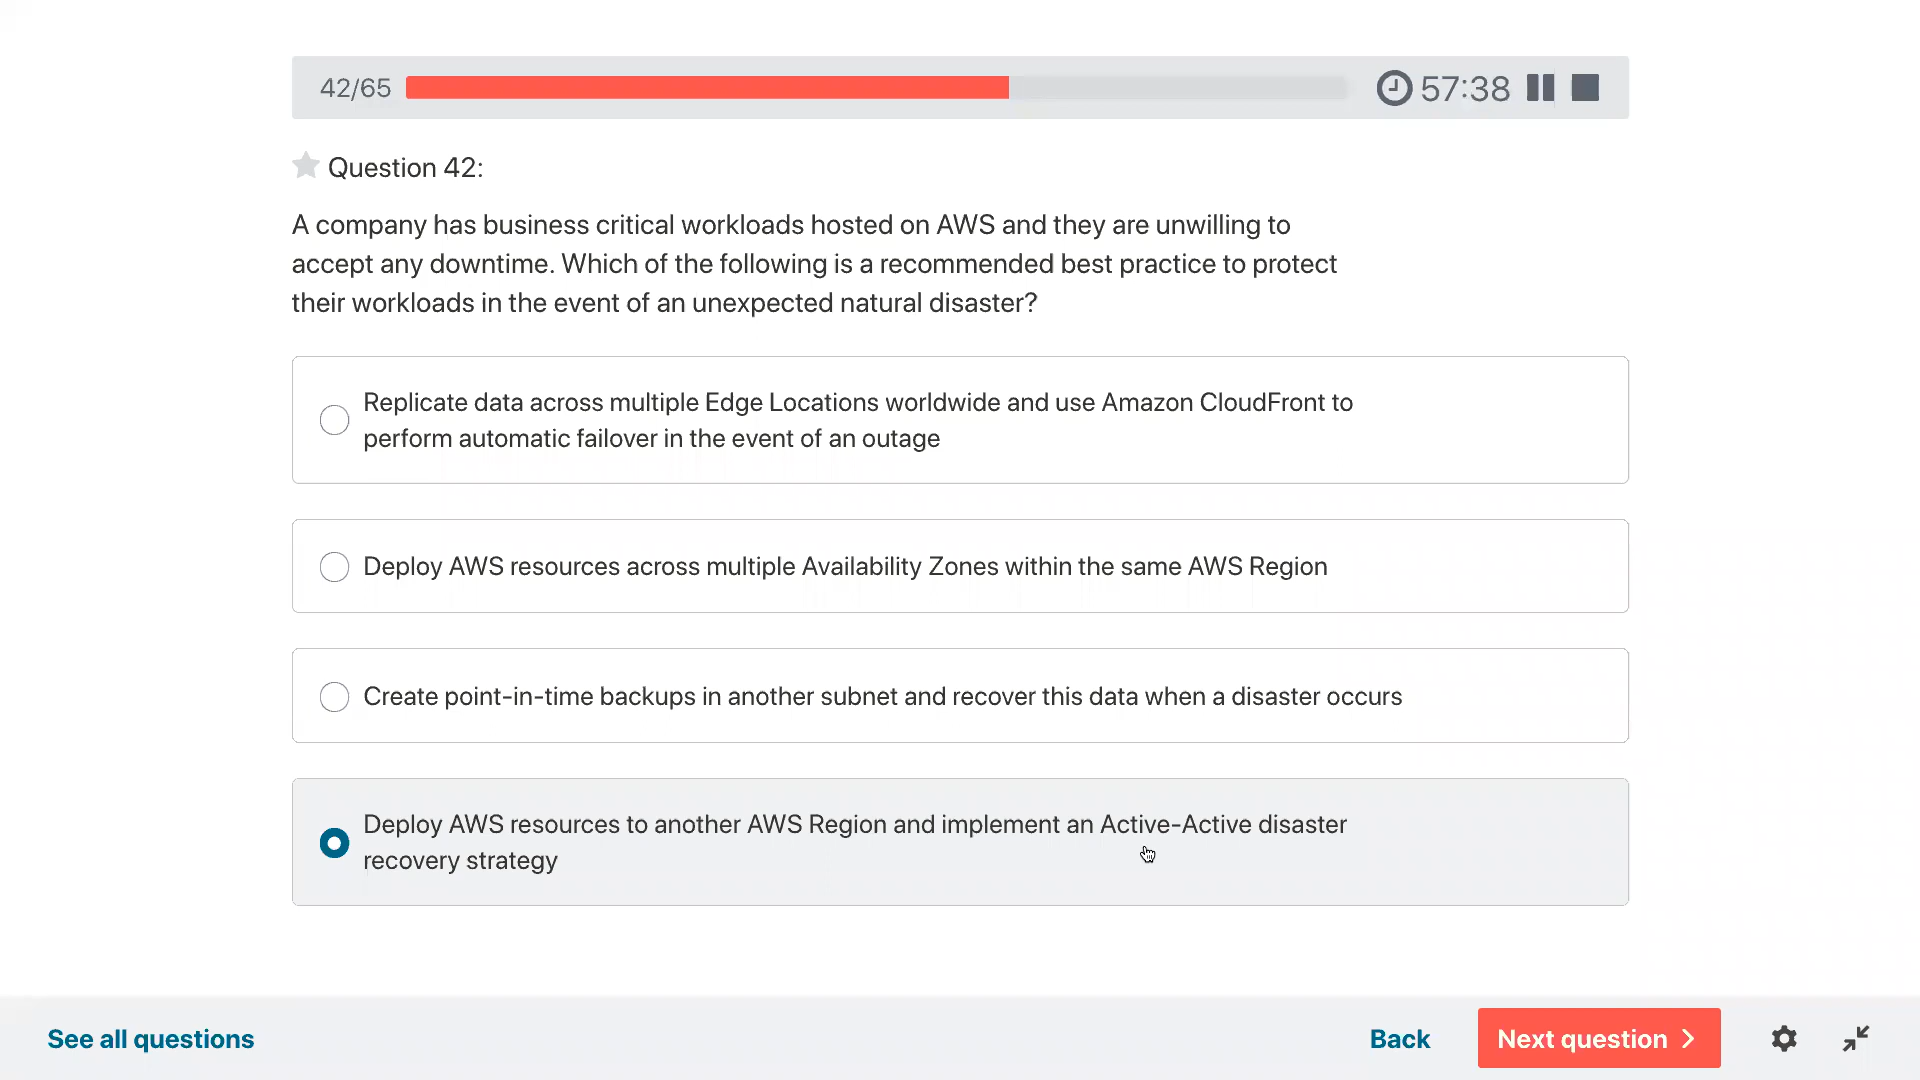 42/65
57:38
Question 42:
A company has business critical workloads hosted on AWS and they are unwilling to
accept any downtime. Which of the following is a recommended best practice to protect
their workloads in the event of an unexpected natural disaster?
Replicate data across multiple Edge Locations worldwide and use Amazon CloudFront to
perform automatic failover in the event of an outage
Deploy AWS resources across multiple Availability Zones within the same AWS Region
Create point-in-time backups in another subnet and recover this data when a disaster occurs
Deploy AWS resources to another AWS Region and implement an Active-Active disaster
recovery strategy
See all questions
Back
Next question